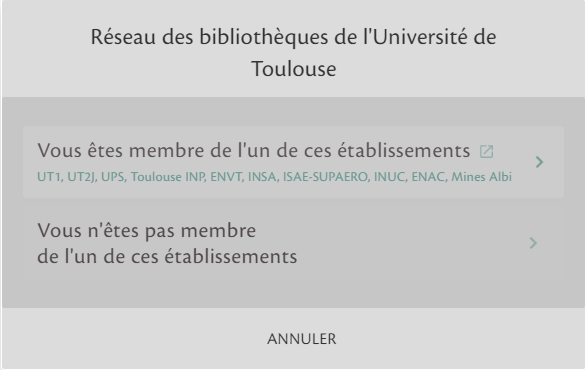 Réseau des bibliothèques de l'Université de
Toulouse
Vous êtes membre de l'un de ces établissements
UT1, UT2J, UPS, Toulouse INP, ENVT, INSA, ISAE-SUPAERO, INUC, ENAC, Mines Albi
Vous n'êtes pas membre
de l'un de ces établissements
ANNULER